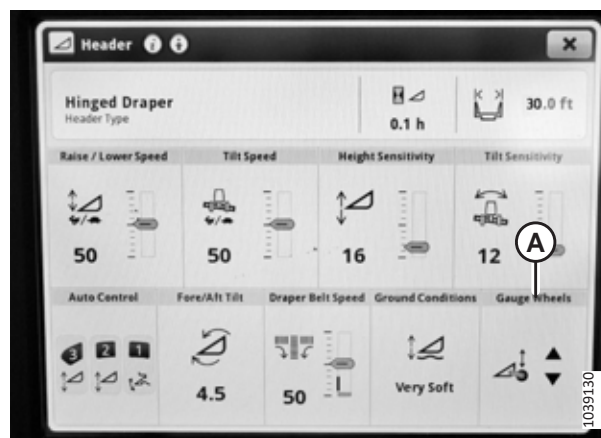 Header
Hinged Draper
Header Type
0.1 h
30.0 ft
Raise / Lower Speed
Tilt Speed
Height Sensitivity
Tilt Sensitivity
50
50
16
12
A
Auto Control
Fore/Aft Tilt
Draper Belt Speed
Ground Conditions
Gauge Wheels
3 2 1
4.5
50
Very Soft
1039130